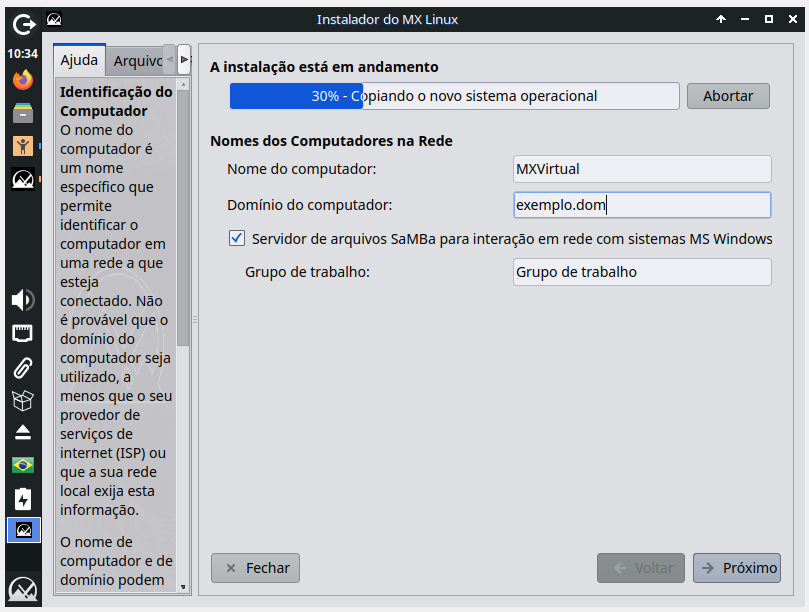 Instalador do MX Linux
10:34
Ajuda
Arquivo
Identificação do
Computador
O nome do
computador é
um nome
específico que
permite
identificar o
computador em
uma rede a que
esteja
conectado. Não
é provável que o
domínio do
computador seja
utilizado, a
menos que o seu
provedor de
serviços de
internet (ISP) ou
que a sua rede
local exija esta
informação.
O nome de
computador e de
domínio podem
A instalação está em andamento
30% - Copiando o novo sistema operacional
Abortar
Nomes dos Computadores na Rede
Nome do computador:
MXVirtual
Domínio do computador:
exemplo.dom
Servidor de arquivos SaMBa para interação em rede com sistemas MS Windows
Grupo de trabalho:
Grupo de trabalho
Fechar
Voltar
Próximo